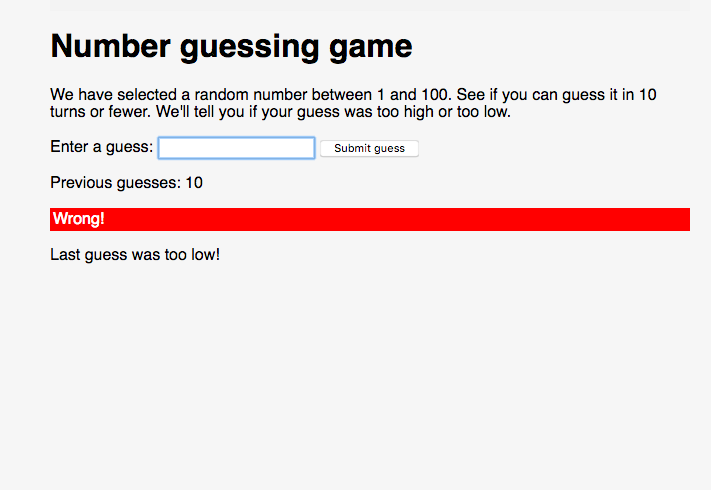 Number guessing game
We have selected a random number between 1 and 100. See if you can guess it in 10
turns or fewer. We'll tell you if your guess was too high or too low.
Enter a guess: Submit guess
Previous guesses: 10
Wrong!
Last guess was too low!